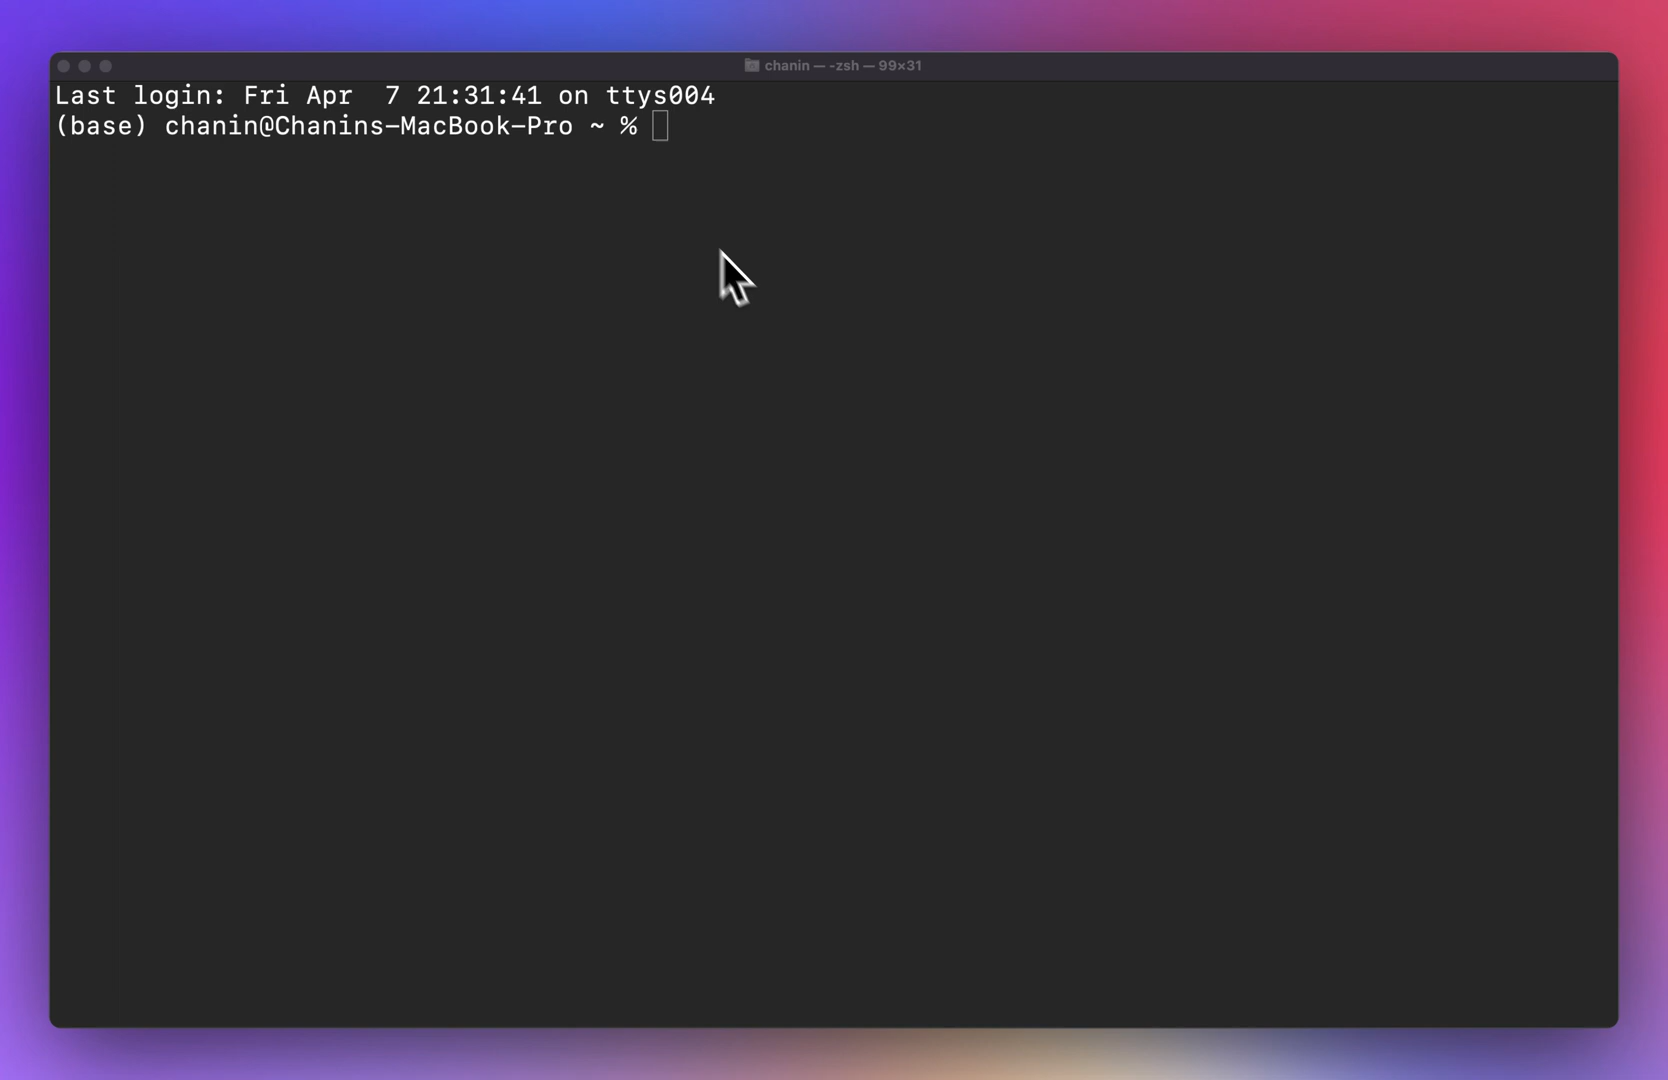 chanin — -zsh — 99×31
Last login: Fri Apr  7 21:31:41 on ttys004
(base) chanin@Chanins-MacBook-Pro ~ %